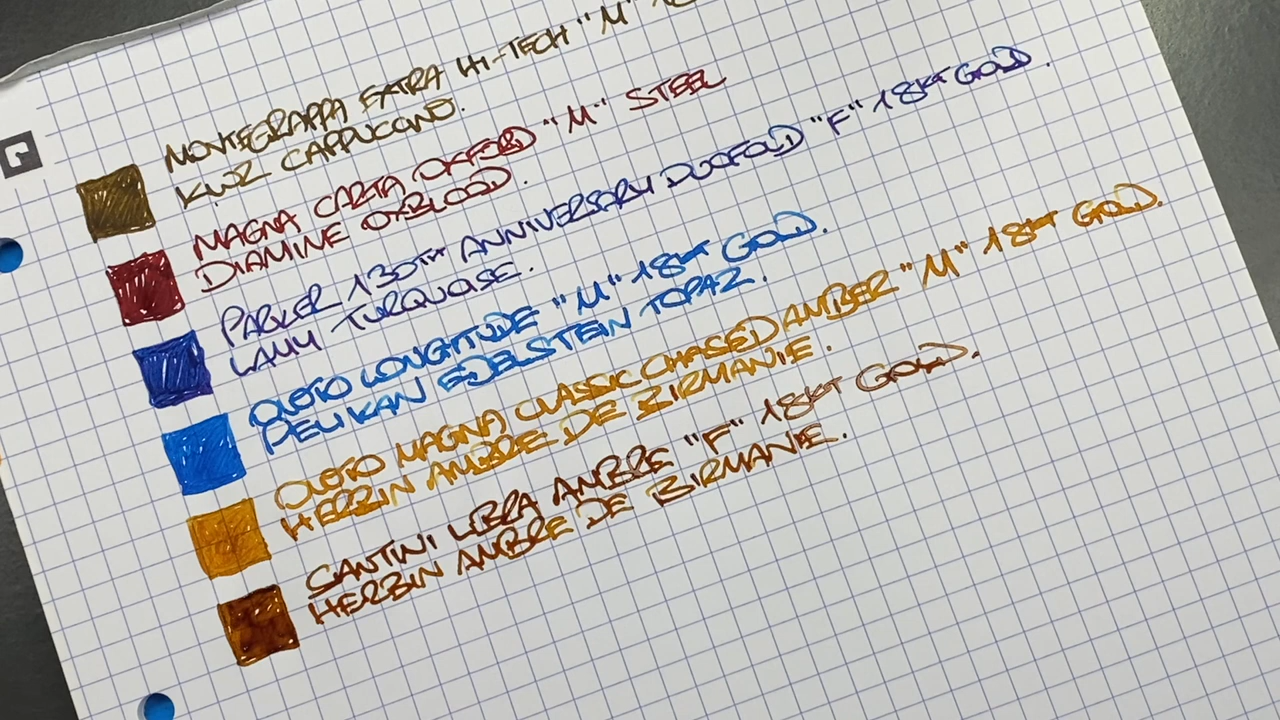 MONTEGRAPPA EXTRA HI-TECH "M"
KWZ CAPPUCCINO.
MAGNA CARTA OXFORD "M" STEEL
DIAMINE OXBLOOD.
PARKER 130TH ANNIVERSARY DUOFOLD "F" 18KT GOLD.
LAMY TURQUOISE.
OLDTO LONGITUDE "M" 18KT GOLD.
PELIKAN EDELSTEIN TOPAZ.
MAGNA CLASSIC CHASED AMBER "M" 18KT GOLD.
HERBIN AMBRE DE BIRMANIE.
SANTINI LIBRA AMBRE "F" 18KT GOLD.
HERBIN AMBRE DE BIRMANIE.